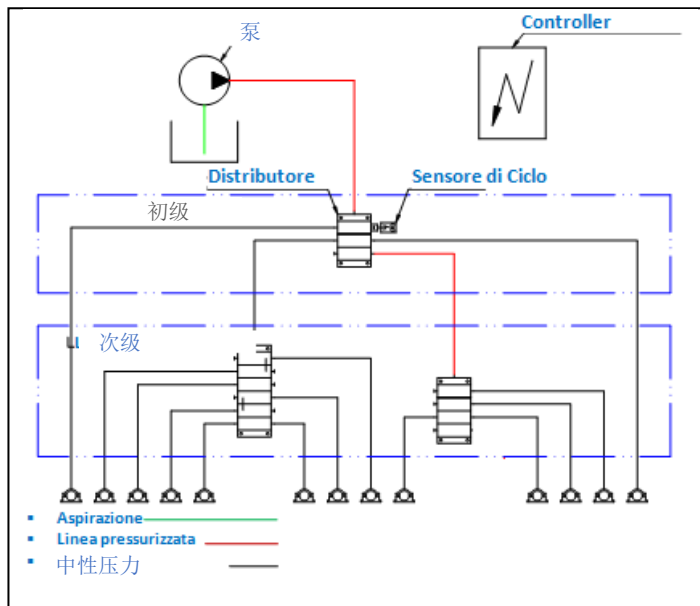 泵
Controller
Distributore
Sensore di Ciclo
初级
次级
Aspirazione
Linea pressurizzata
中性压力